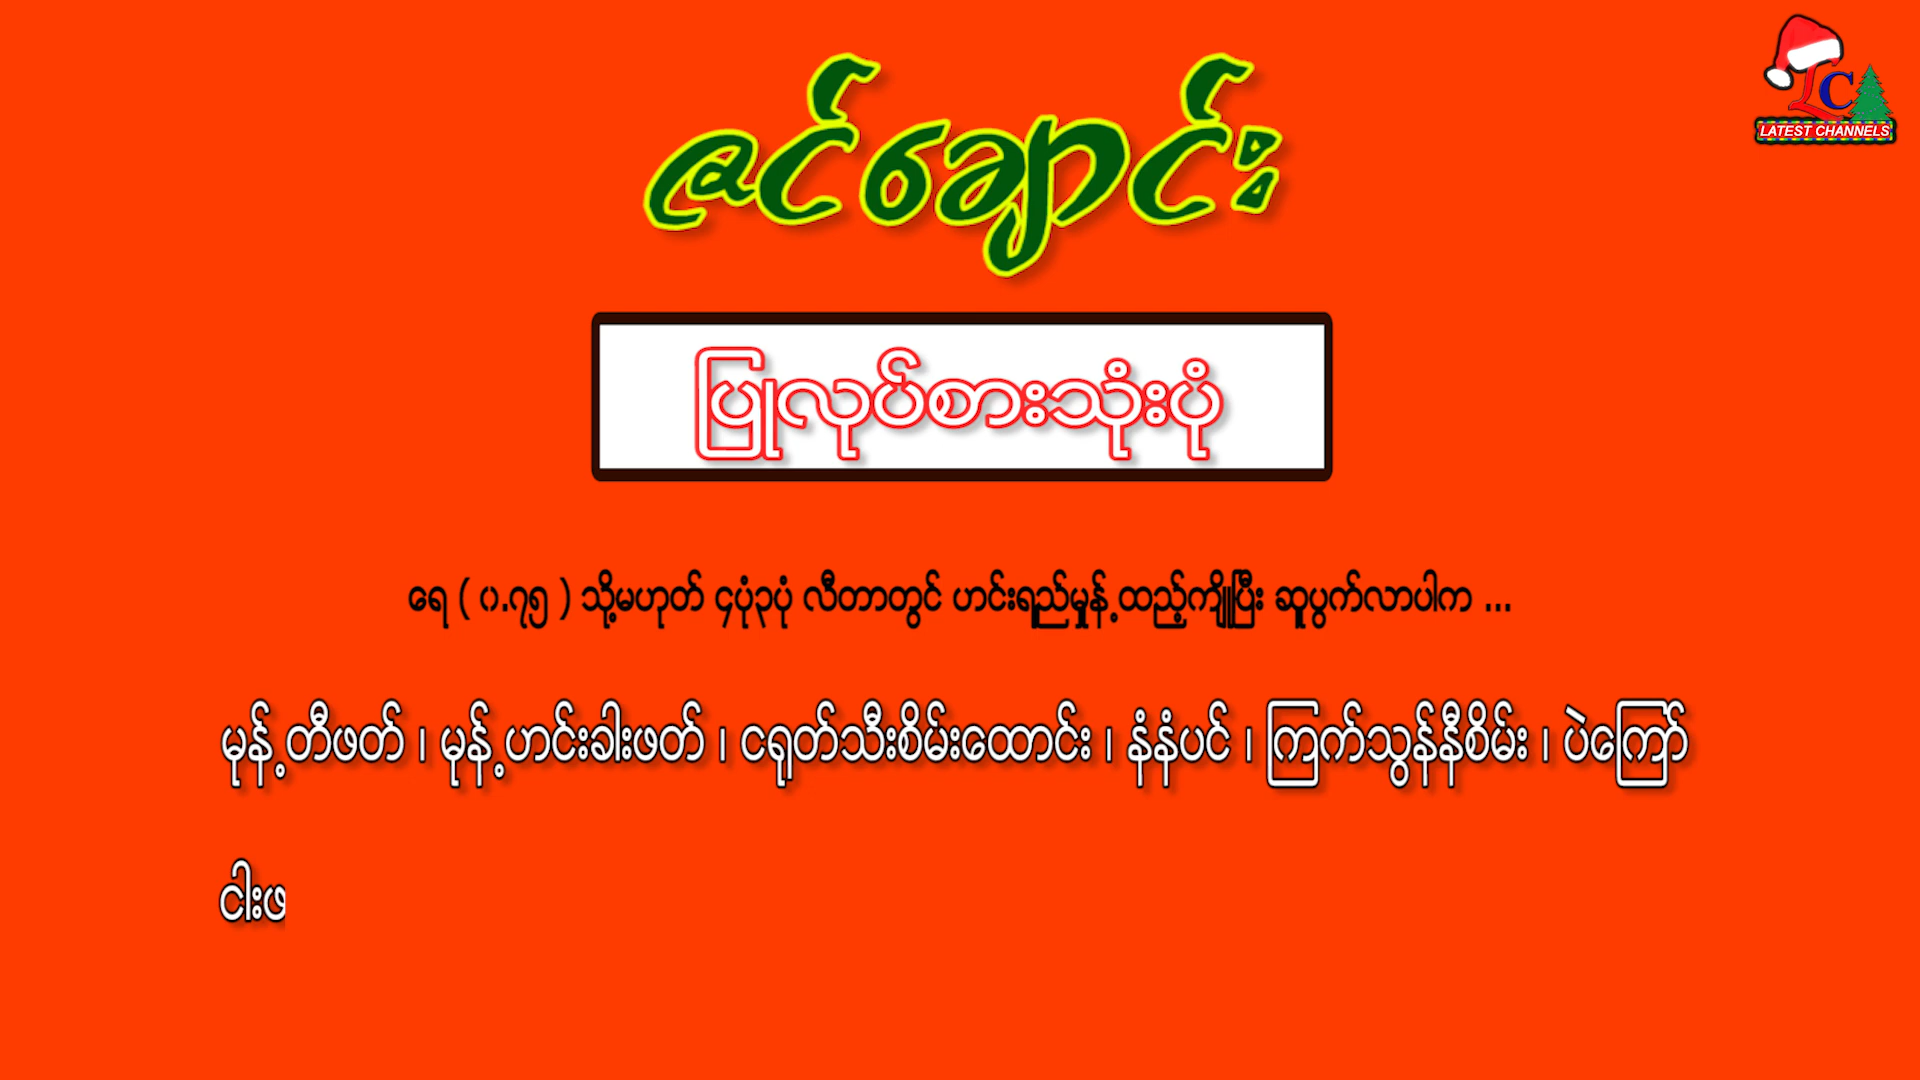 LC
LATEST CHANNELS
ဇင်ချောင်း
ပြုလုပ်စားသုံးပုံ
ရေ ( ၀.၇၅ ) သို့မဟုတ် ၄ပုံ၃ပုံ လီတာတွင် ဟင်းရည်မှုန့် ထည့်ကျိုပြီး ဆူပွက်လာပါက ...
မုန့်တီဖတ် ၊ မုန့်ဟင်းခါးဖတ် ၊ ငရုတ်သီးစိမ်းထောင်း ၊ နံနံပင် ၊ ကြက်သွန်နီစိမ်း ၊ ပဲကြော်
ငါးဖ